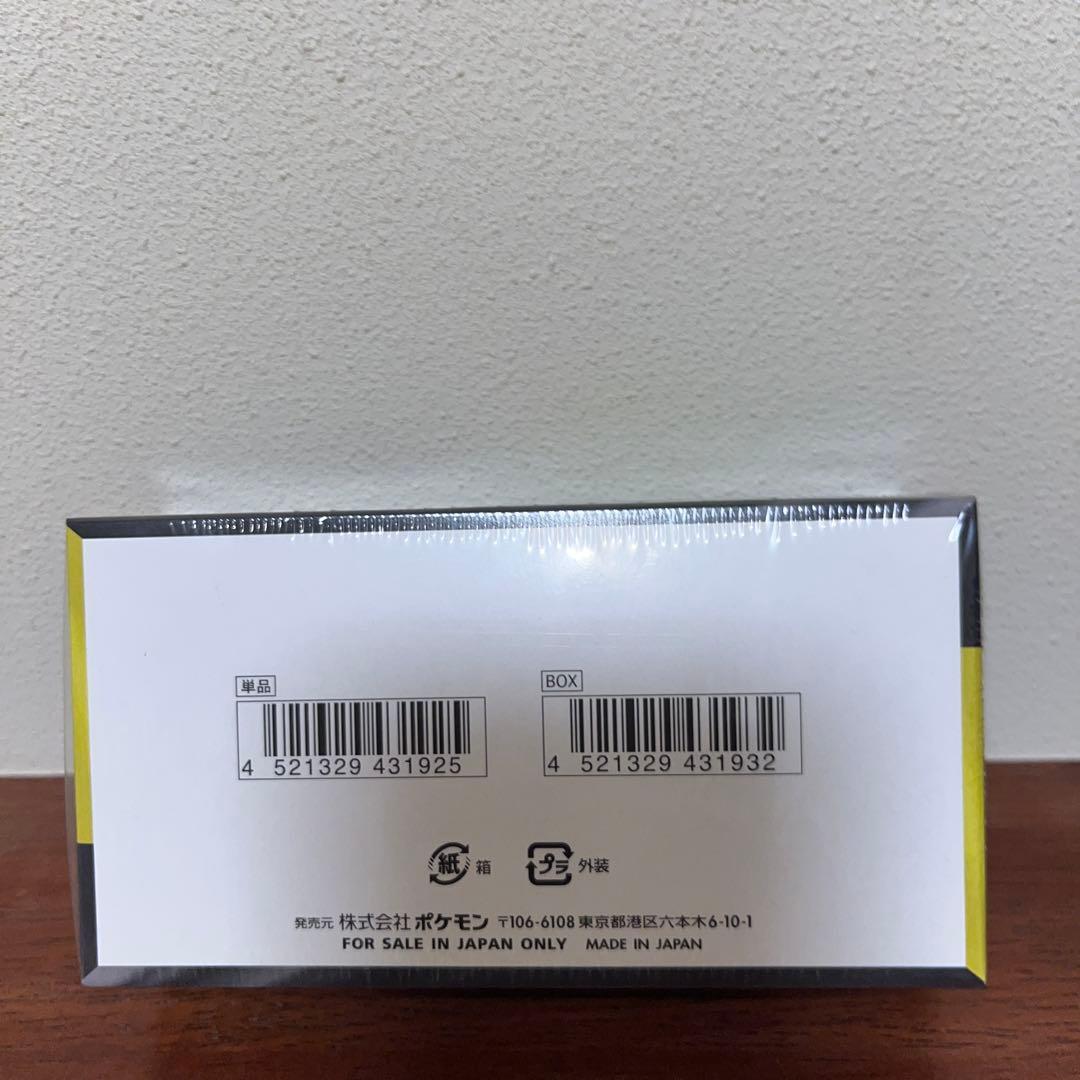 単品
BOX
4 521329 431925
4 521329 431932
紙 箱
プラ 外装
発売元 株式会社 ポケモン 〒106-6108 東京都港区六本木6-10-1
FOR SALE IN JAPAN ONLY MADE IN JAPAN